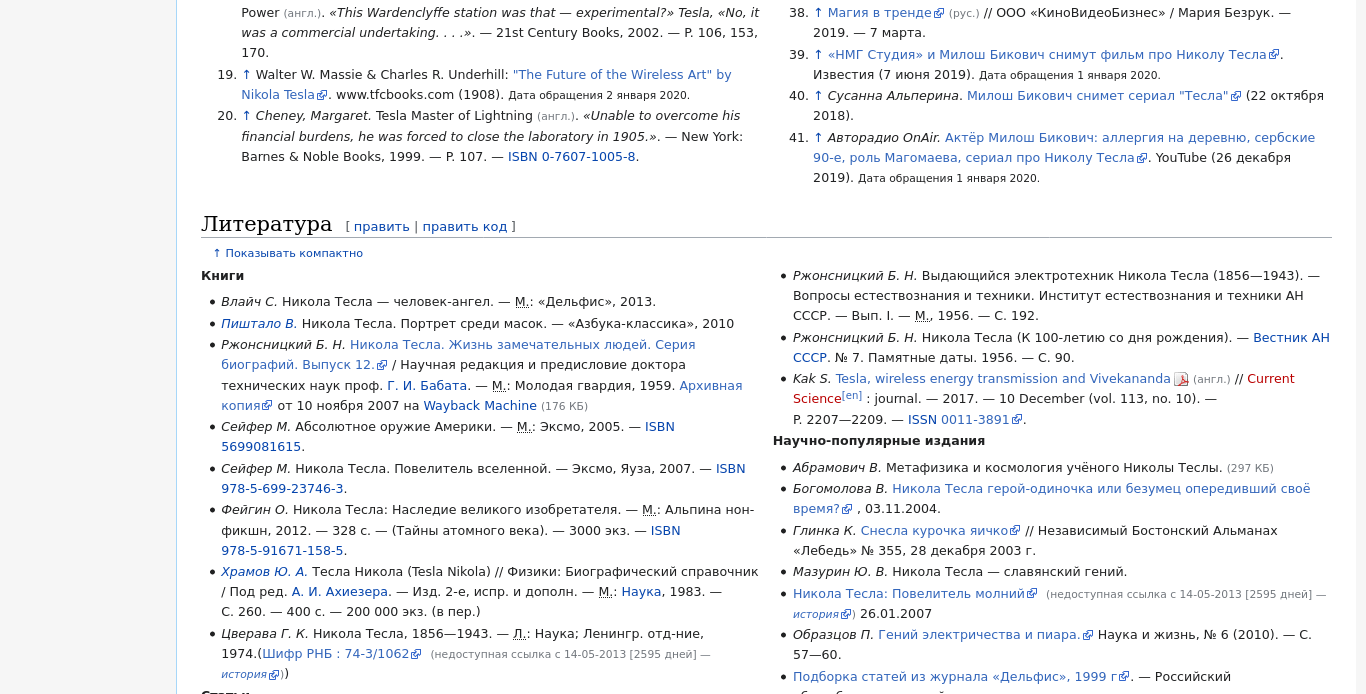 Power (англ.). «This Wardenclyffe station was that — experimental?» Tesla, «No, it
was a commercial undertaking. . . .». — 21st Century Books, 2002. — P. 106, 153,
170.
19. ↑ Walter W. Massie & Charles R. Underhill: "The Future of the Wireless Art" by
Nikola Tesla. www.tfcbooks.com (1908). Дата обращения 2 января 2020.
20. ↑ Cheney, Margaret. Tesla Master of Lightning (англ.). «Unable to overcome his
financial burdens, he was forced to close the laboratory in 1905.». — New York:
Barnes & Noble Books, 1999. — P. 107. — ISBN 0-7607-1005-8.
38. ↑ Магия в тренде (рус.) // ООО «КиноВидеоБизнес» / Мария Безрук. —
2019. — 7 марта.
39. ↑ «НМГ Студия» и Милош Бикович снимут фильм про Николу Тесла.
Известия (7 июня 2019). Дата обращения 1 января 2020.
40. ↑ Сусанна Альперина. Милош Бикович снимет сериал "Тесла" (22 октября
2018).
41. ↑ Авторадио OnAir. Актёр Милош Бикович: аллергия на деревню, сербские
90-е, роль Магомаева, сериал про Николу Тесла. YouTube (26 декабря
2019). Дата обращения 1 января 2020.
Литература [ править | править код ]
↑ Показывать компактно
Книги
• Влайч С. Никола Тесла — человек-ангел. — М.: «Дельфис», 2013.
• Пиштало В. Никола Тесла. Портрет среди масок. — «Азбука-классика», 2010
• Ржонсницкий Б. Н. Никола Тесла. Жизнь замечательных людей. Серия
биографий. Выпуск 12. / Научная редакция и предисловие доктора
технических наук проф. Г. И. Бабата. — М.: Молодая гвардия, 1959. Архивная
копия от 10 ноября 2007 на Wayback Machine (176 КБ)
• Сейфер М. Абсолютное оружие Америки. — М.: Эксмо, 2005. — ISBN
5699081615.
• Сейфер М. Никола Тесла. Повелитель вселенной. — Эксмо, Яуза, 2007. — ISBN
978-5-699-23746-3.
• Фейгин О. Никола Тесла: Наследие великого изобретателя. — М.: Альпина нон-
фикшн, 2012. — 328 с. — (Тайны атомного века). — 3000 экз. — ISBN
978-5-91671-158-5.
• Храмов Ю. А. Тесла Никола (Tesla Nikola) // Физики: Биографический справочник
/ Под ред. А. И. Ахиезера. — Изд. 2-е, испр. и дополн. — М.: Наука, 1983. —
С. 260. — 400 с. — 200 000 экз. (в пер.)
• Цверава Г. К. Никола Тесла, 1856—1943. — Л.: Наука; Ленингр. отд-ние,
1974.(Шифр РНБ : 74-3/1062 (недоступная ссылка с 14-05-2013 [2595 дней] —
история))
Статьи
• Ржонсницкий Б. Н. Выдающийся электротехник Никола Тесла (1856—1943). —
Вопросы естествознания и техники. Институт естествознания и техники АН
СССР. — Вып. I. — М., 1956. — С. 192.
• Ржонсницкий Б. Н. Никола Тесла (К 100-летию со дня рождения). — Вестник АН
СССР. № 7. Памятные даты. 1956. — С. 90.
• Kak S. Tesla, wireless energy transmission and Vivekananda (англ.) // Current
Science[en] : journal. — 2017. — 10 December (vol. 113, no. 10). —
P. 2207—2209. — ISSN 0011-3891.
Научно-популярные издания
• Абрамович В. Метафизика и космология учёного Николы Теслы. (297 КБ)
• Богомолова В. Никола Тесла герой-одиночка или безумец опередивший своё
время? , 03.11.2004.
• Глинка К. Снесла курочка яичко // Независимый Бостонский Альманах
«Лебедь» № 355, 28 декабря 2003 г.
• Мазурин Ю. В. Никола Тесла — славянский гений.
• Никола Тесла: Повелитель молний (недоступная ссылка с 14-05-2013 [2595 дней] —
история) 26.01.2007
• Образцов П. Гений электричества и пиара. Наука и жизнь, № 6 (2010). — С.
57—60.
• Подборка статей из журнала «Дельфис», 1999 г. — Российский